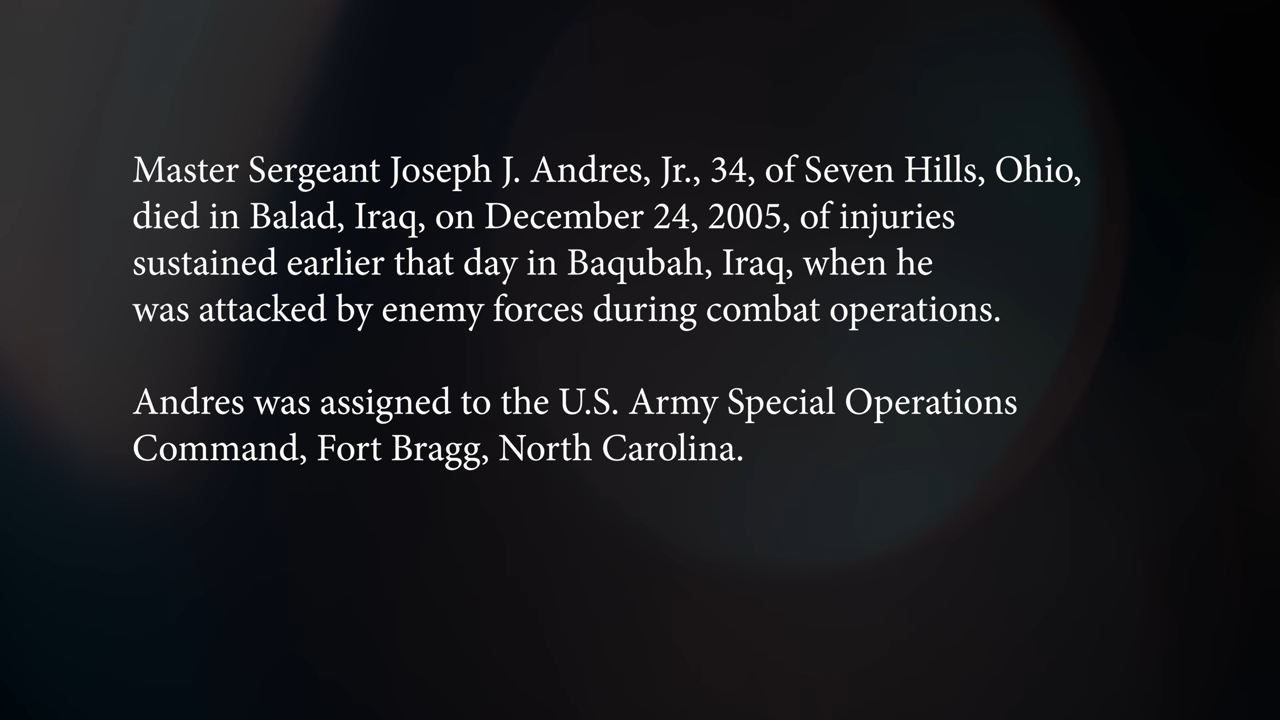 Master Sergeant Joseph J. Andres, Jr., 34, of Seven Hills, Ohio,
died in Balad, Iraq, on December 24, 2005, of injuries
sustained earlier that day in Baqubah, Iraq, when he
was attacked by enemy forces during combat operations.
Andres was assigned to the U.S. Army Special Operations
Command, Fort Bragg, North Carolina.